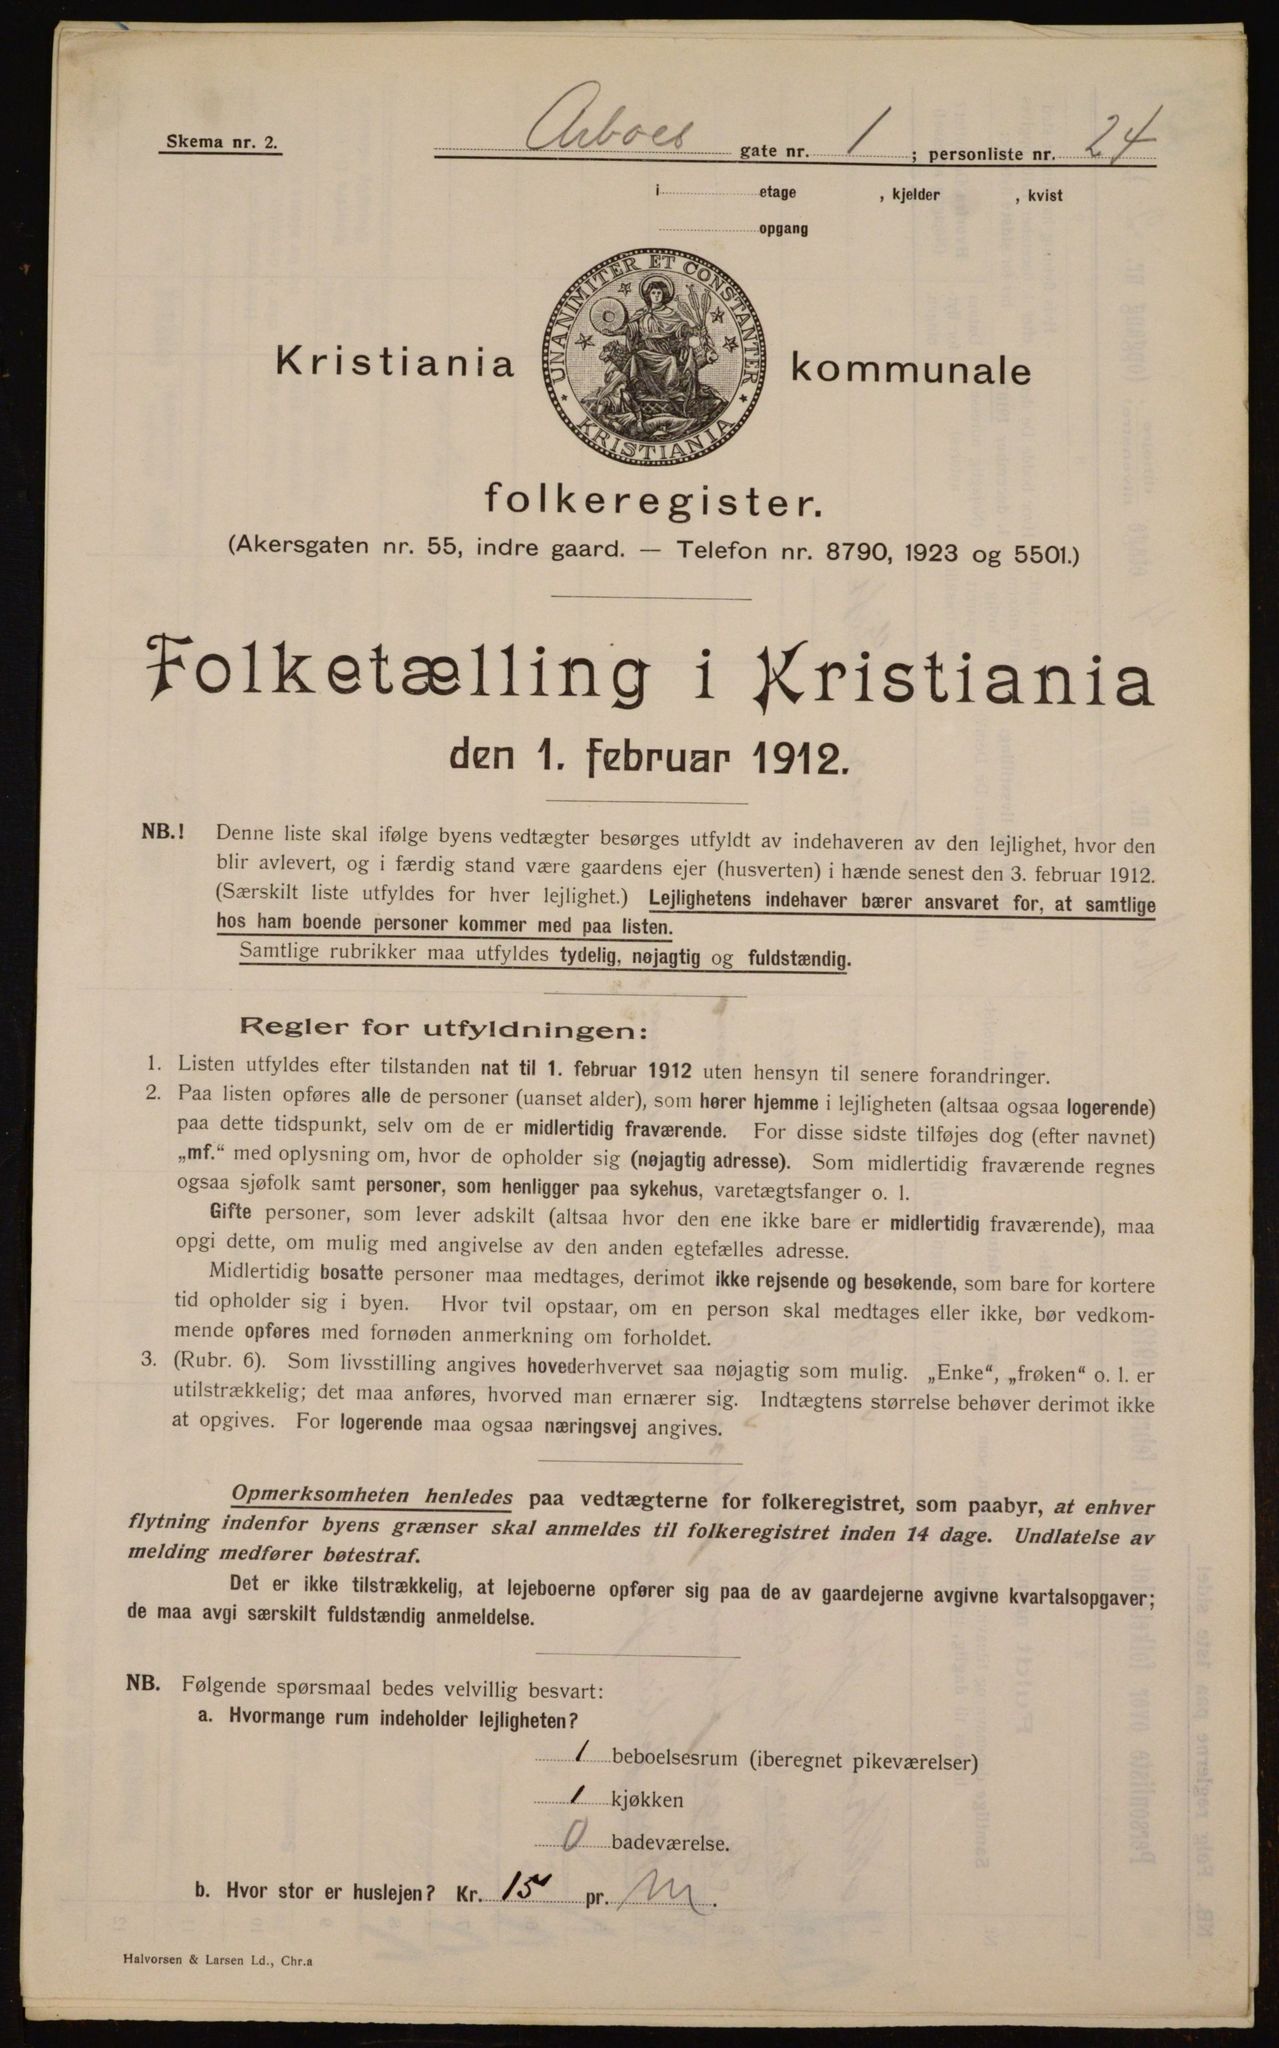 Skema nr. 2.
Arboes gate nr. 1 ; personliste nr. 24
i etage , kjelder , kvist
opgang
UNANIMITER ET CONSTANTER
KRISTIANIA
Kristiania kommunale
folkeregister.
(Akersgaten nr. 55, indre gaard. — Telefon nr. 8790, 1923 og 5501.)
Folketælling i Kristiania
den 1. februar 1912.
NB.! Denne liste skal ifølge byens vedtægter besørges utfyldt av indehaveren av den lejlighet, hvor den
blir avlevert, og i færdig stand være gaardens ejer (husverten) i hænde senest den 3. februar 1912.
(Særskilt liste utfyldes for hver lejlighet.) Lejlighetens indehaver bærer ansvaret for, at samtlige
hos ham boende personer kommer med paa listen.
Samtlige rubrikker maa utfyldes tydelig, nøjagtig og fuldstændig.
Regler for utfyldningen:
1. Listen utfyldes efter tilstanden nat til 1. februar 1912 uten hensyn til senere forandringer.
2. Paa listen opføres alle de personer (uanset alder), som hører hjemme i lejligheten (altsaa ogsaa logerende)
paa dette tidspunkt, selv om de er midlertidig fraværende. For disse sidste tilføjes dog (efter navnet)
„mf.“ med oplysning om, hvor de opholder sig (nøjagtig adresse). Som midlertidig fraværende regnes
ogsaa sjøfolk samt personer, som henligger paa sykehus, varetægtsfanger o. l.
Gifte personer, som lever adskilt (altsaa hvor den ene ikke bare er midlertidig fraværende), maa
opgi dette, om mulig med angivelse av den anden egtefælles adresse.
Midlertidig bosatte personer maa medtages, derimot ikke rejsende og besøkende, som bare for kortere
tid opholder sig i byen. Hvor tvil opstaar, om en person skal medtages eller ikke, bør vedkom-
mende opføres med fornøden anmerkning om forholdet.
3. (Rubr. 6). Som livsstilling angives hovederhvervet saa nøjagtig som mulig. „Enke“, „frøken“ o. l. er
utilstrækkelig; det maa anføres, hvorved man ernærer sig. Indtægtens størrelse behøver derimot ikke
at opgives. For logerende maa ogsaa næringsvej angives.
Opmerksomheten henledes paa vedtægterne for folkeregistret, som paabyr, at enhver
flytning indenfor byens grænser skal anmeldes til folkeregistret inden 14 dage. Undlatelse av
melding medfører bøtestraf.
Det er ikke tilstrækkelig, at lejeboerne opfører sig paa de av gaardejerne avgivne kvartalsopgaver;
de maa avgi særskilt fuldstændig anmeldelse.
NB. Følgende spørsmaal bedes velvillig besvart:
a. Hvormange rum indeholder lejligheten?
1 beboelsesrum (iberegnet pikeværelser)
1 kjøkken
0 badeværelse.
b. Hvor stor er huslejen? Kr. 15 pr. M.
Halvorsen & Larsen Ld., Chr.a